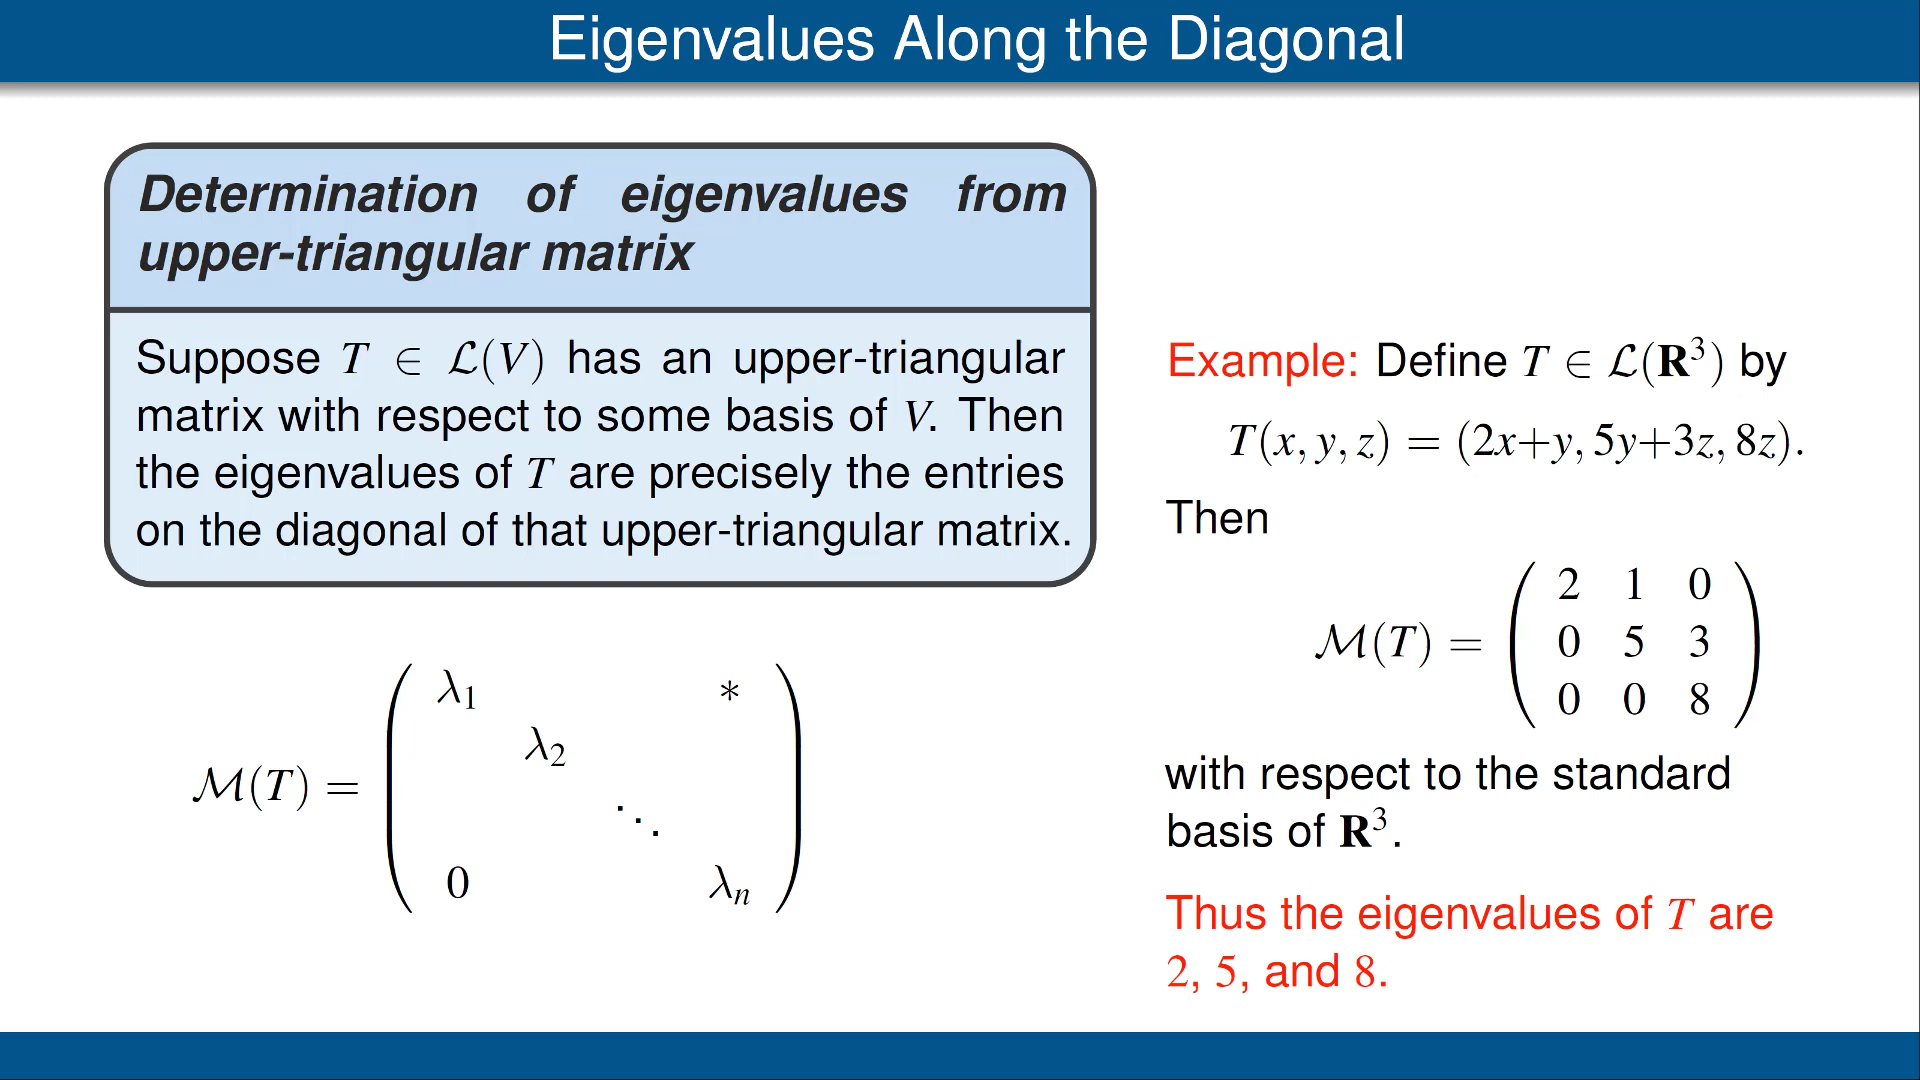 Eigenvalues Along the Diagonal
Determination of eigenvalues from
upper-triangular matrix
Suppose T ∈ ℒ(V) has an upper-triangular
matrix with respect to some basis of V. Then
the eigenvalues of T are precisely the entries
on the diagonal of that upper-triangular matrix.
λ₁ *
λ₂
ℳ(T) =
⋱
0 λₙ
Example: Define T ∈ ℒ(𝐑³) by
T(x, y, z) = (2x+y, 5y+3z, 8z).
Then
2 1 0
ℳ(T) = 0 5 3
0 0 8
with respect to the standard
basis of 𝐑³.
Thus the eigenvalues of T are
2, 5, and 8.